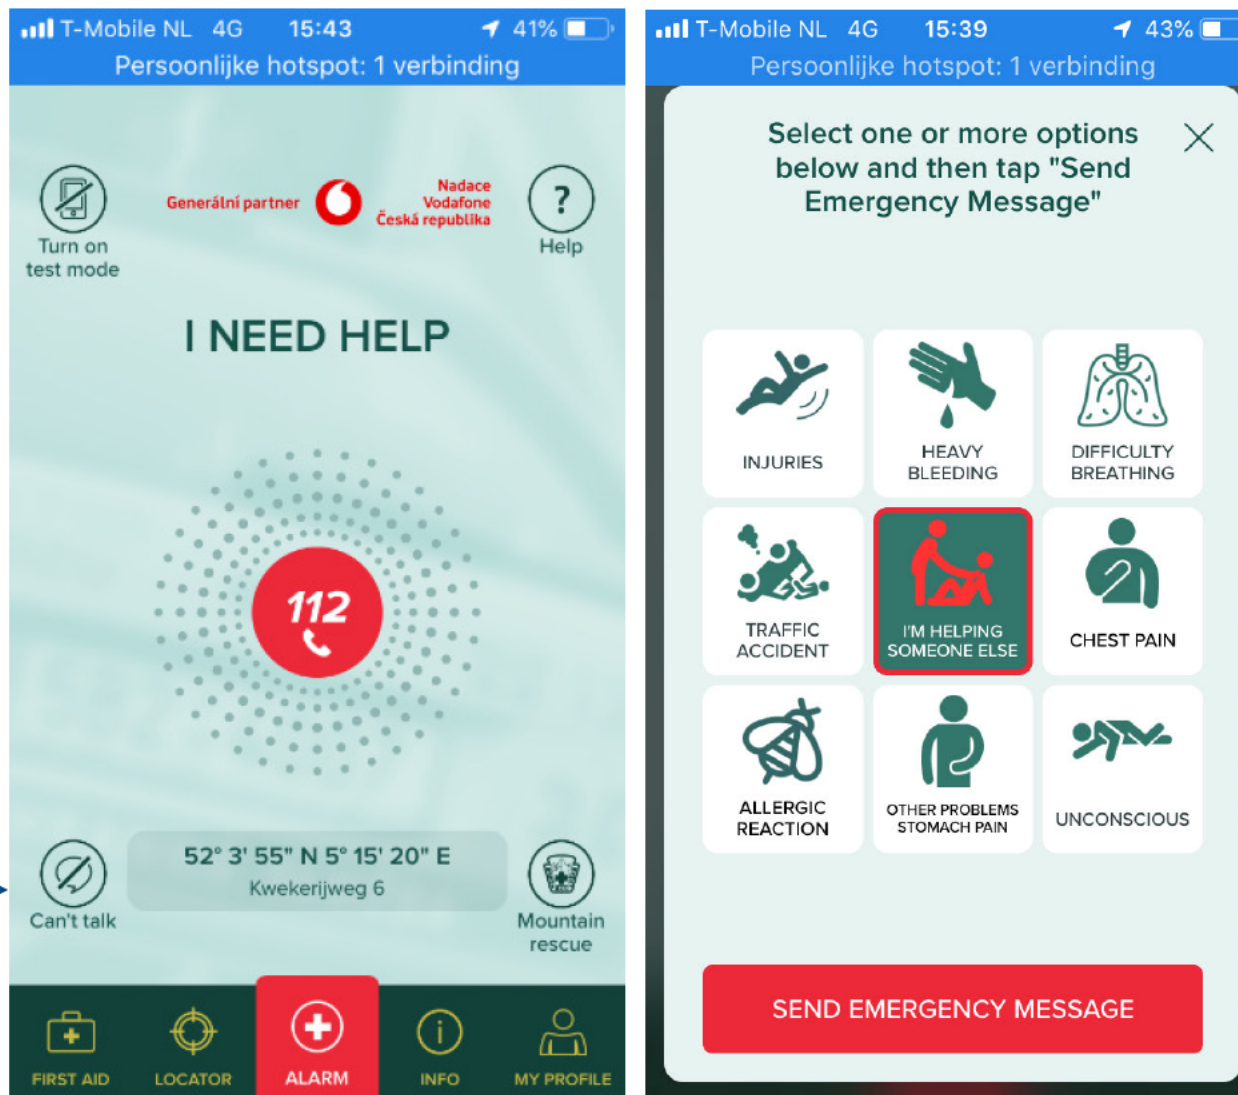 T-Mobile NL 4G 15:43 41%
Persoonlijke hotspot: 1 verbinding
Turn on
test mode
Generální partner
Nadace
Vodafone
Česká republika
?
Help
I NEED HELP
112
Can't talk
52° 3' 55" N 5° 15' 20" E
Kwekerijweg 6
Mountain
rescue
FIRST AID
LOCATOR
ALARM
INFO
MY PROFILE
T-Mobile NL 4G 15:39 43%
Persoonlijke hotspot: 1 verbinding
Select one or more options
below and then tap "Send
Emergency Message"
INJURIES
HEAVY
BLEEDING
DIFFICULTY
BREATHING
TRAFFIC
ACCIDENT
I'M HELPING
SOMEONE ELSE
CHEST PAIN
ALLERGIC
REACTION
OTHER PROBLEMS
STOMACH PAIN
UNCONSCIOUS
SEND EMERGENCY MESSAGE